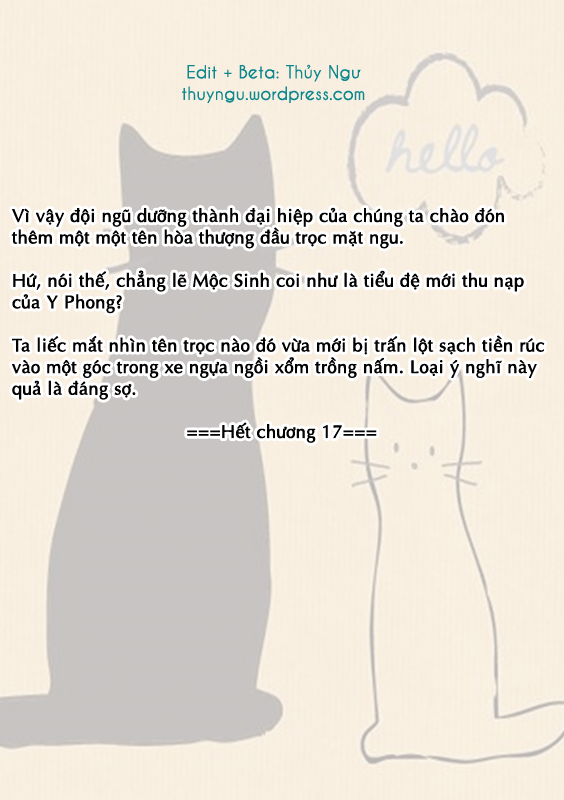 Edit + Beta: Thủy Ngư
thuyngu.wordpress.com
hello
Vì vậy đội ngũ dưỡng thành đại hiệp của chúng ta chào đón
thêm một một tên hòa thượng đầu trọc mặt ngu.
Hứ, nói thế, chẳng lẽ Mộc Sinh coi như là tiểu đệ mới thu nạp
của Y Phong?
Ta liếc mắt nhìn tên trọc nào đó vừa mới bị trấn lột sạch tiền rúc
vào một góc trong xe ngựa ngồi xổm trồng nấm. Loại ý nghĩ này
quả là đáng sợ.
===Hết chương 17===